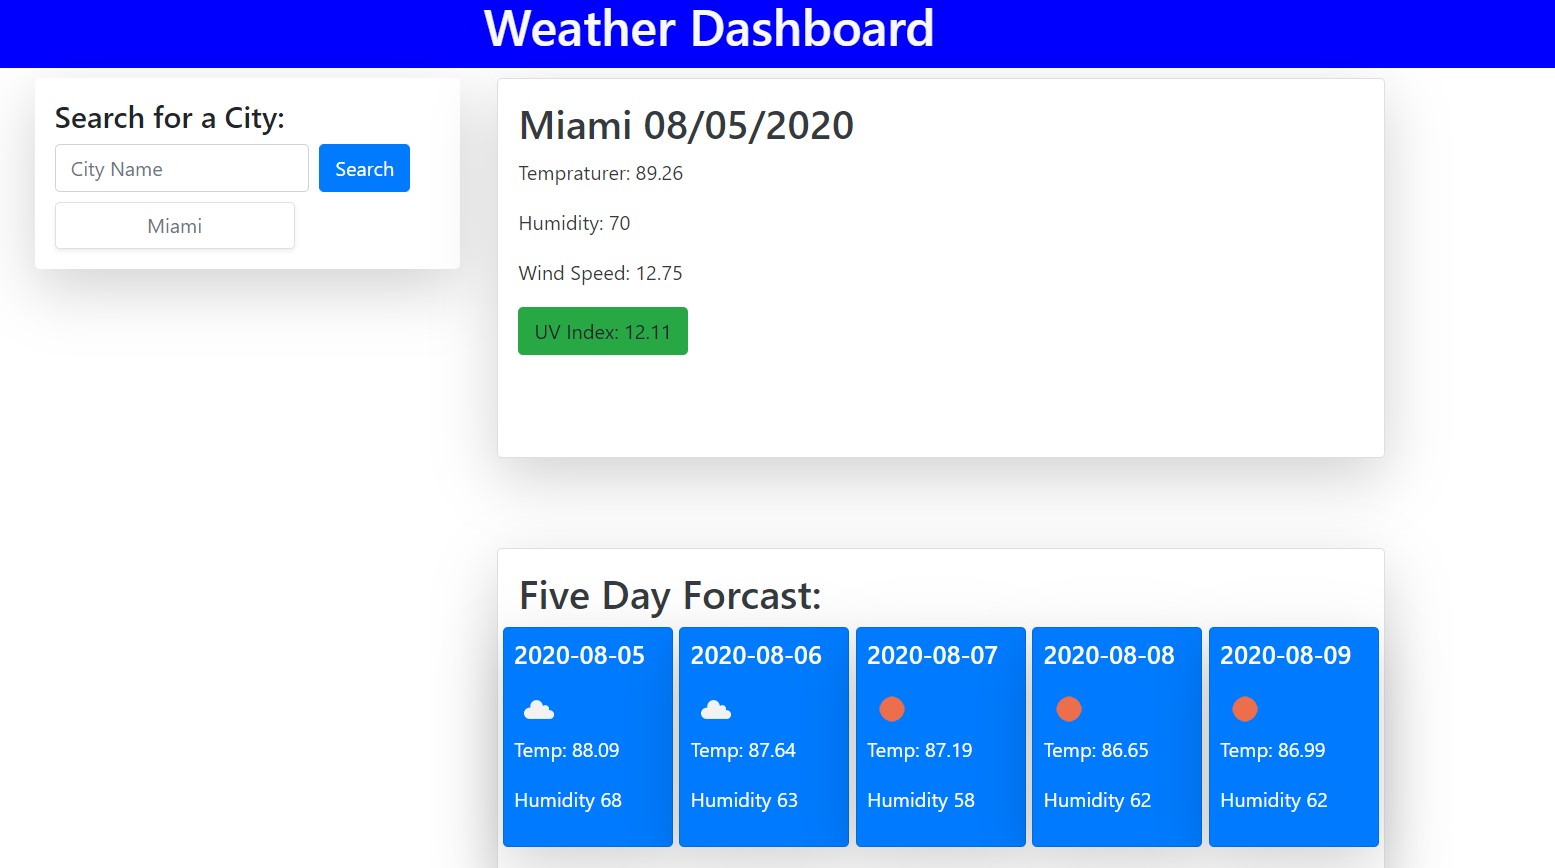 Weather Dashboard
Search for a City:
City Name
Search
Miami
Miami 08/05/2020
Tempraturer: 89.26
Humidity: 70
Wind Speed: 12.75
UV Index: 12.11
Five Day Forcast:
2020-08-05
Temp: 88.09
Humidity 68
2020-08-06
Temp: 87.64
Humidity 63
2020-08-07
Temp: 87.19
Humidity 58
2020-08-08
Temp: 86.65
Humidity 62
2020-08-09
Temp: 86.99
Humidity 62